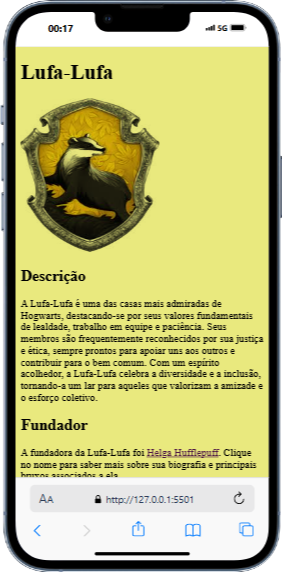 00:17
5G
Lufa-Lufa
Descrição
A Lufa-Lufa é uma das casas mais admiradas de
Hogwarts, destacando-se por seus valores fundamentais
de lealdade, trabalho em equipe e paciência. Seus
membros são frequentemente reconhecidos por sua justiça
e ética, sempre prontos para apoiar uns aos outros e
contribuir para o bem comum. Com um espírito
acolhedor, a Lufa-Lufa celebra a diversidade e a inclusão,
tornando-a um lar para aqueles que valorizam a amizade e
o esforço coletivo.
Fundador
A fundadora da Lufa-Lufa foi Helga Hufflepuff. Clique
no nome para saber mais sobre sua biografia e principais
bruxos associados a ela.
AA http://127.0.0.1:5501